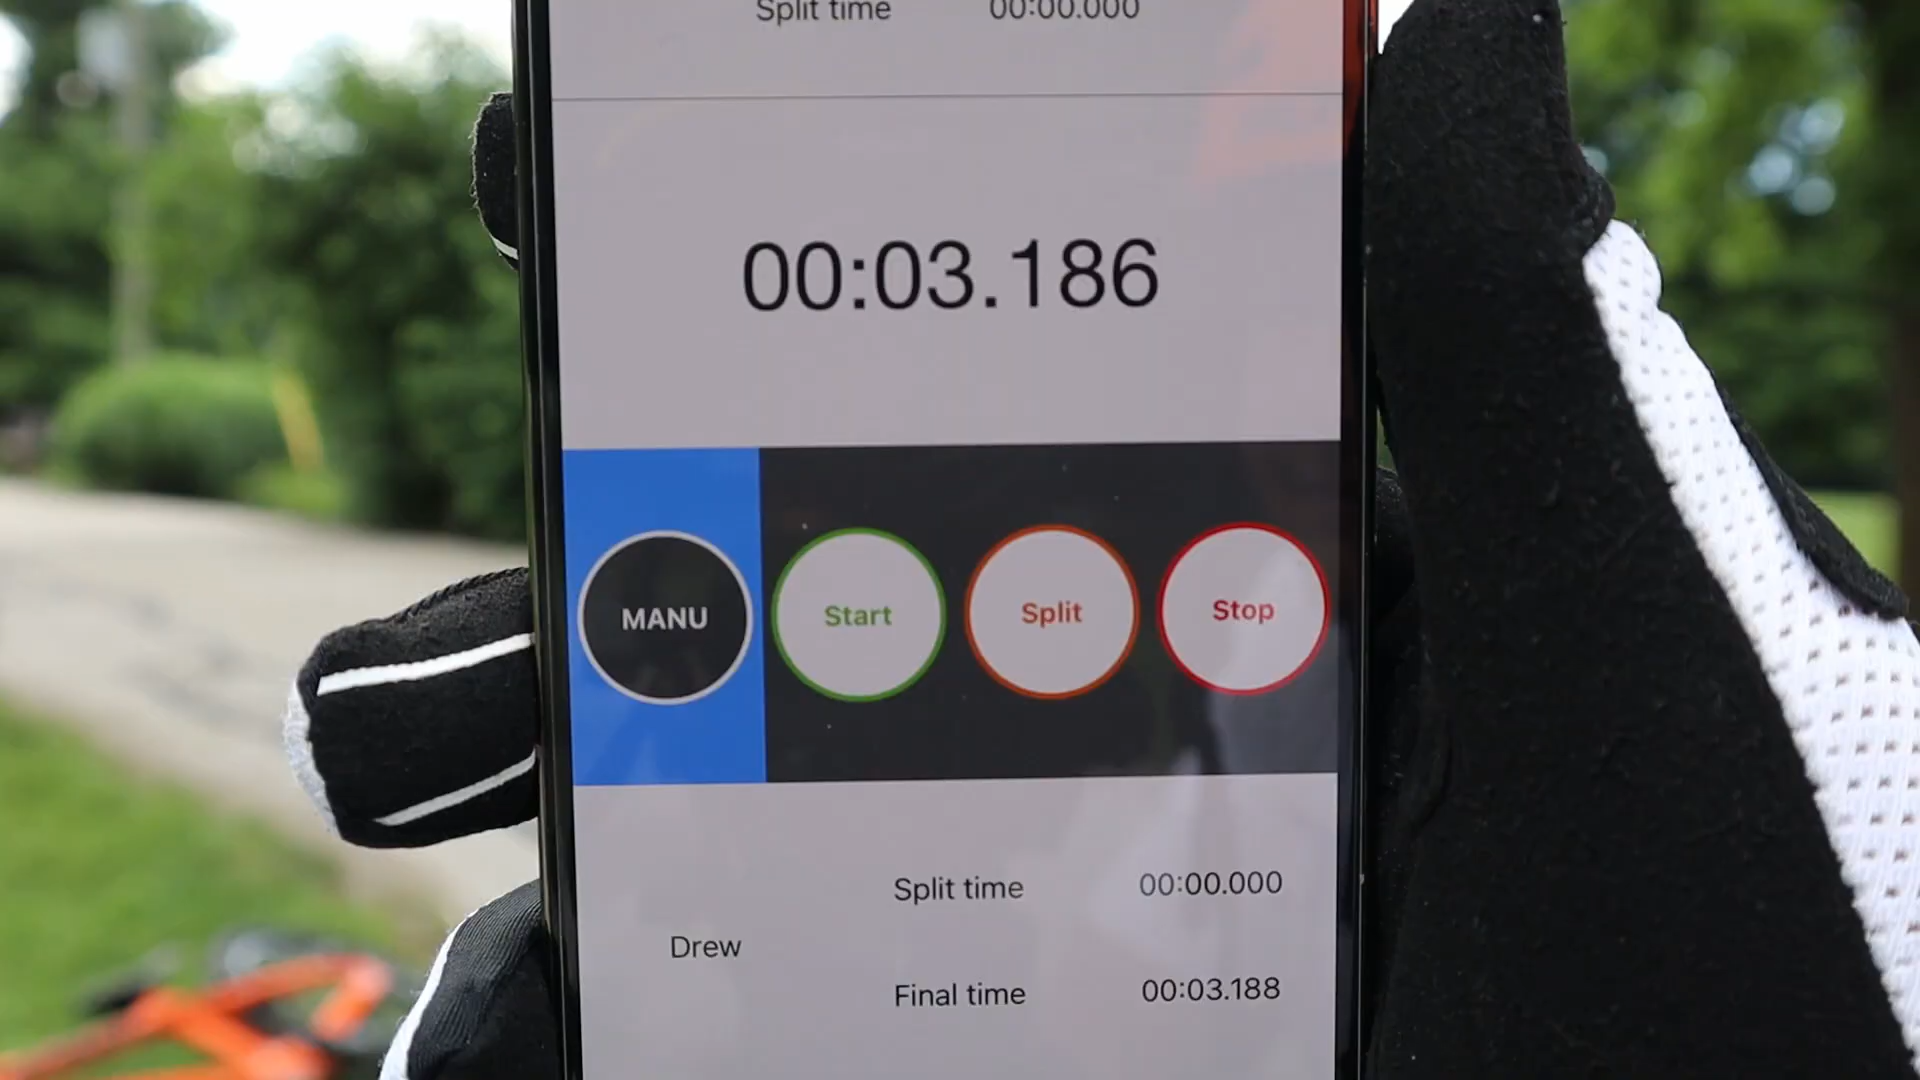 Split time 00:00.000
00:03.186
MANU Start Split Stop
Split time 00:00.000
Drew
Final time 00:03.188